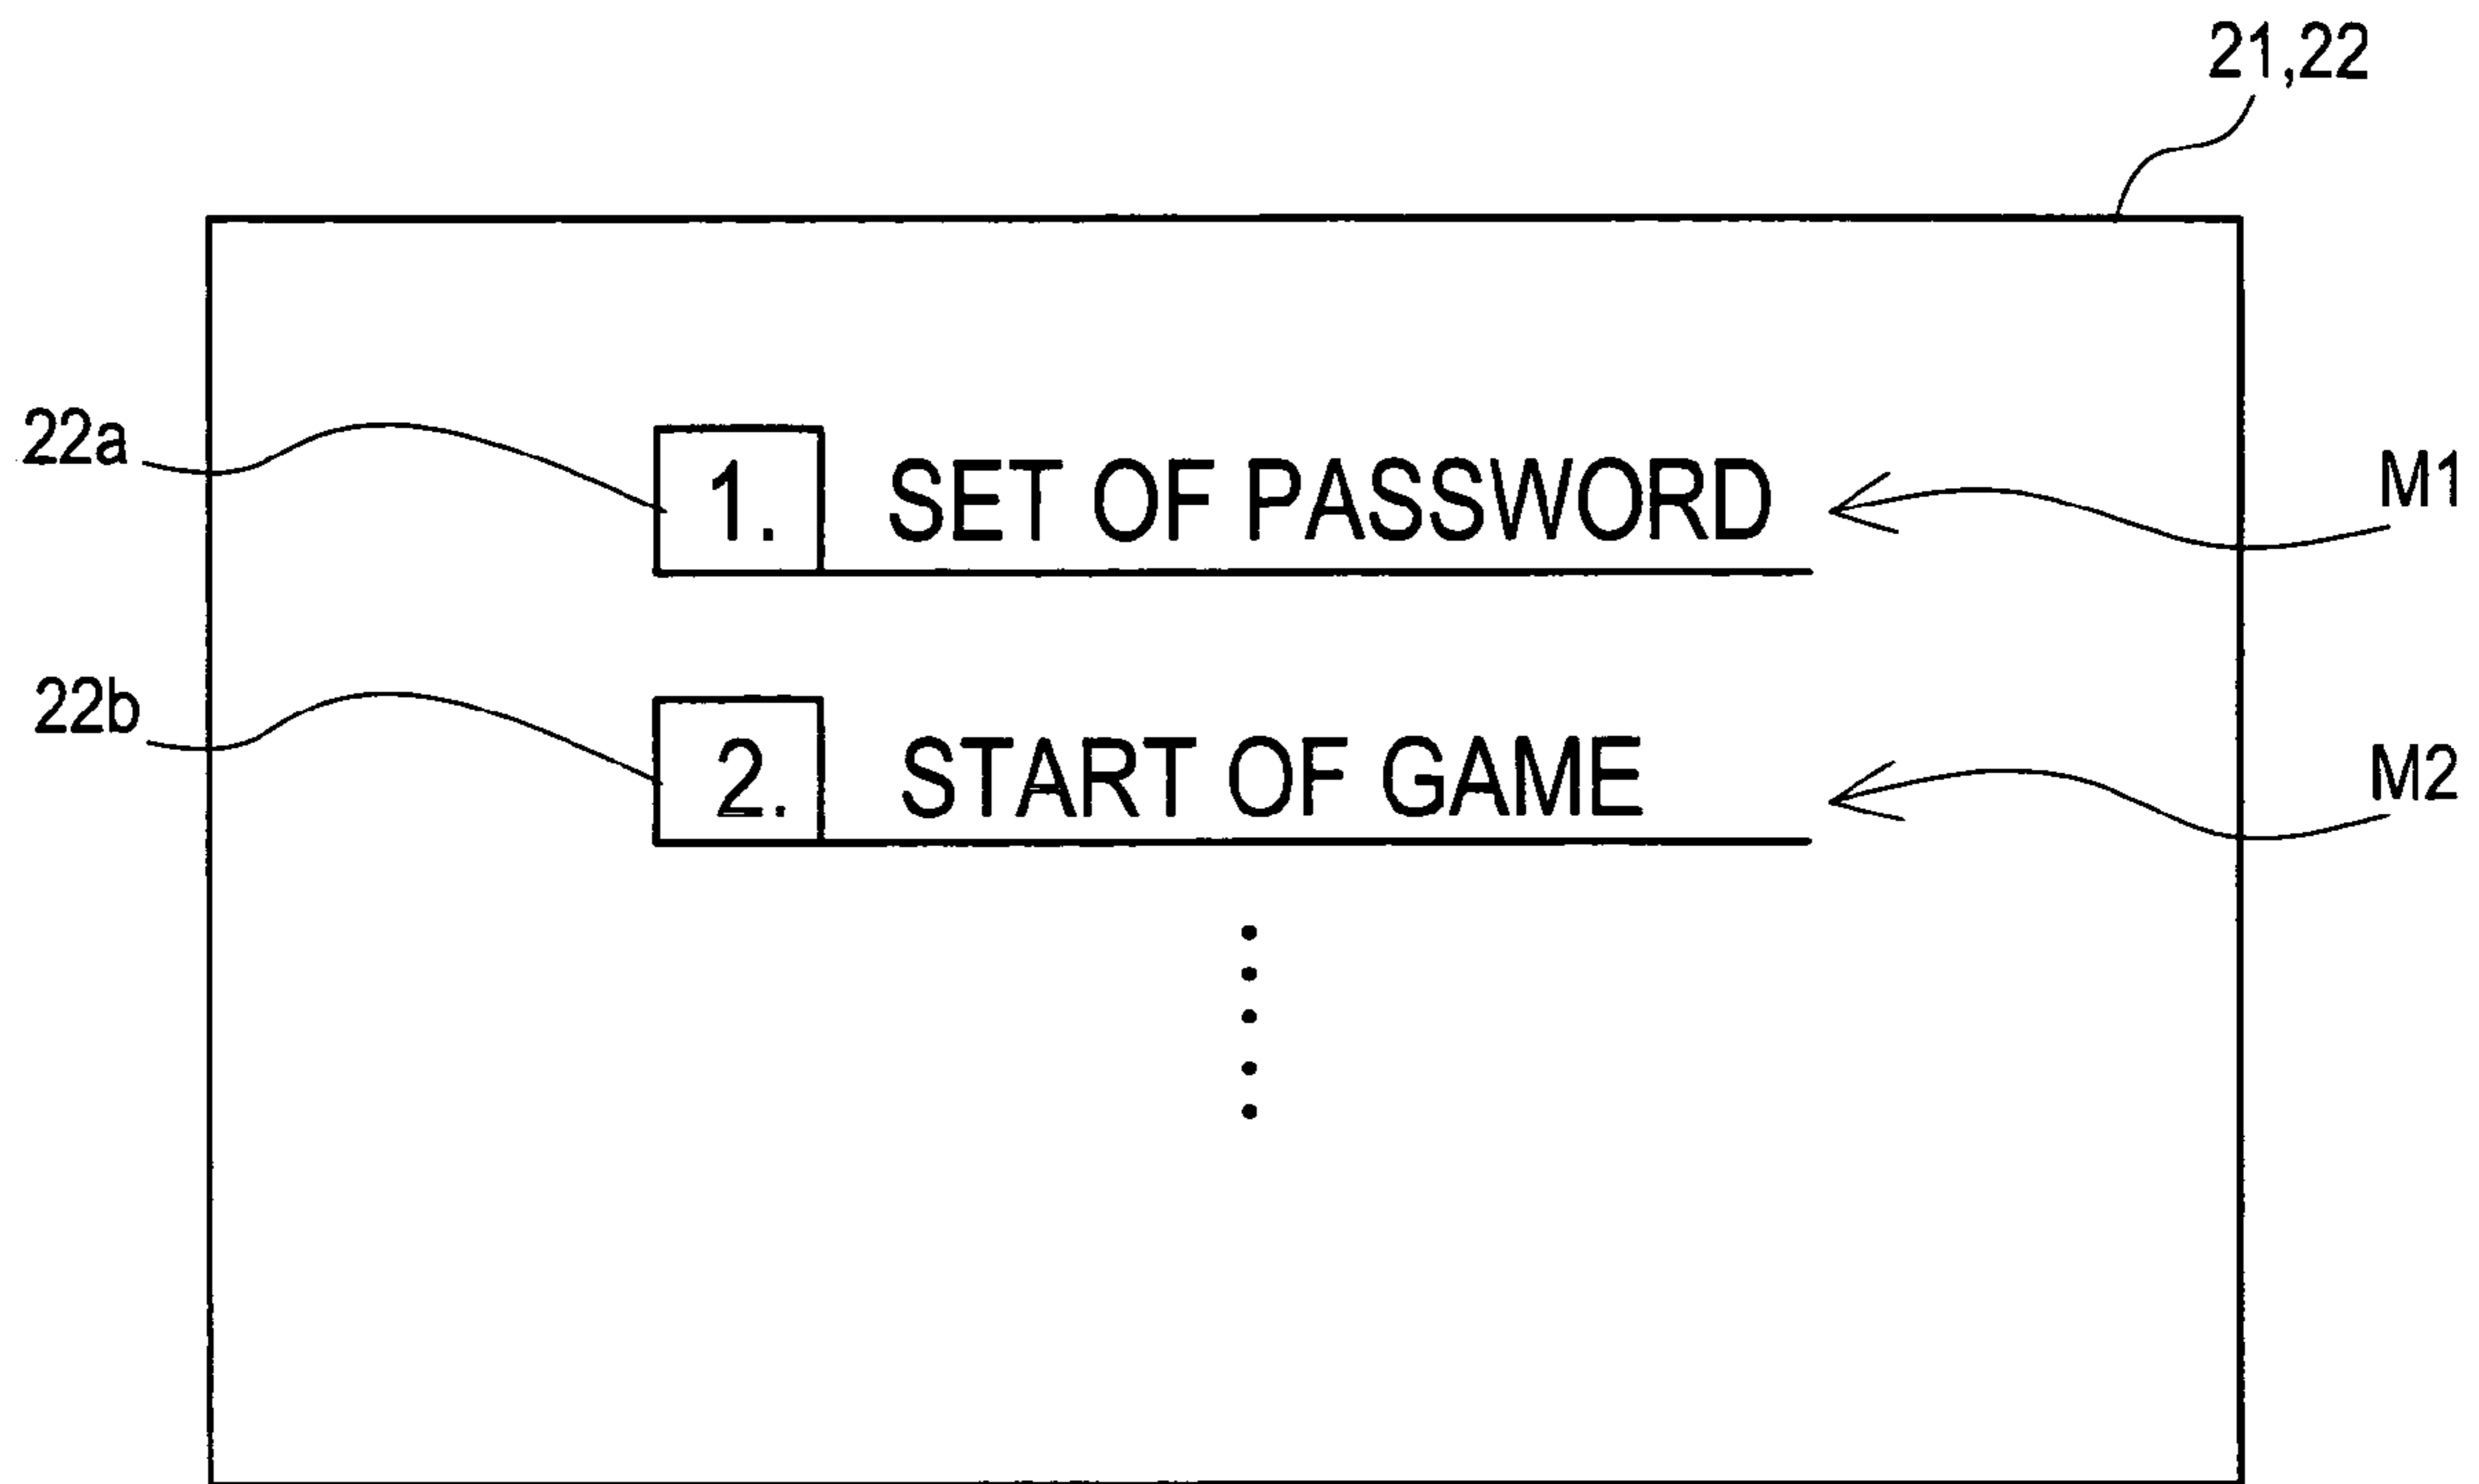 21,22
22a
1. SET OF PASSWORD
M1
22b
2. START OF GAME
M2